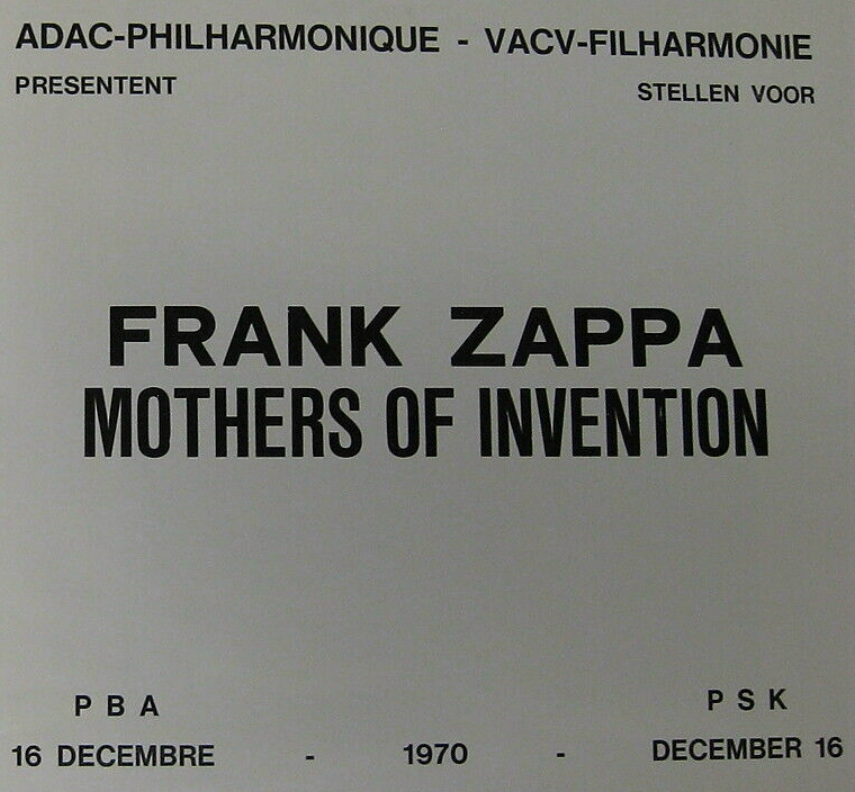 ADAC-PHILHARMONIQUE - VACV-FILHARMONIE
PRESENTENT STELLEN VOOR
FRANK ZAPPA
MOTHERS OF INVENTION
P B A P S K
16 DECEMBRE - 1970 - DECEMBER 16